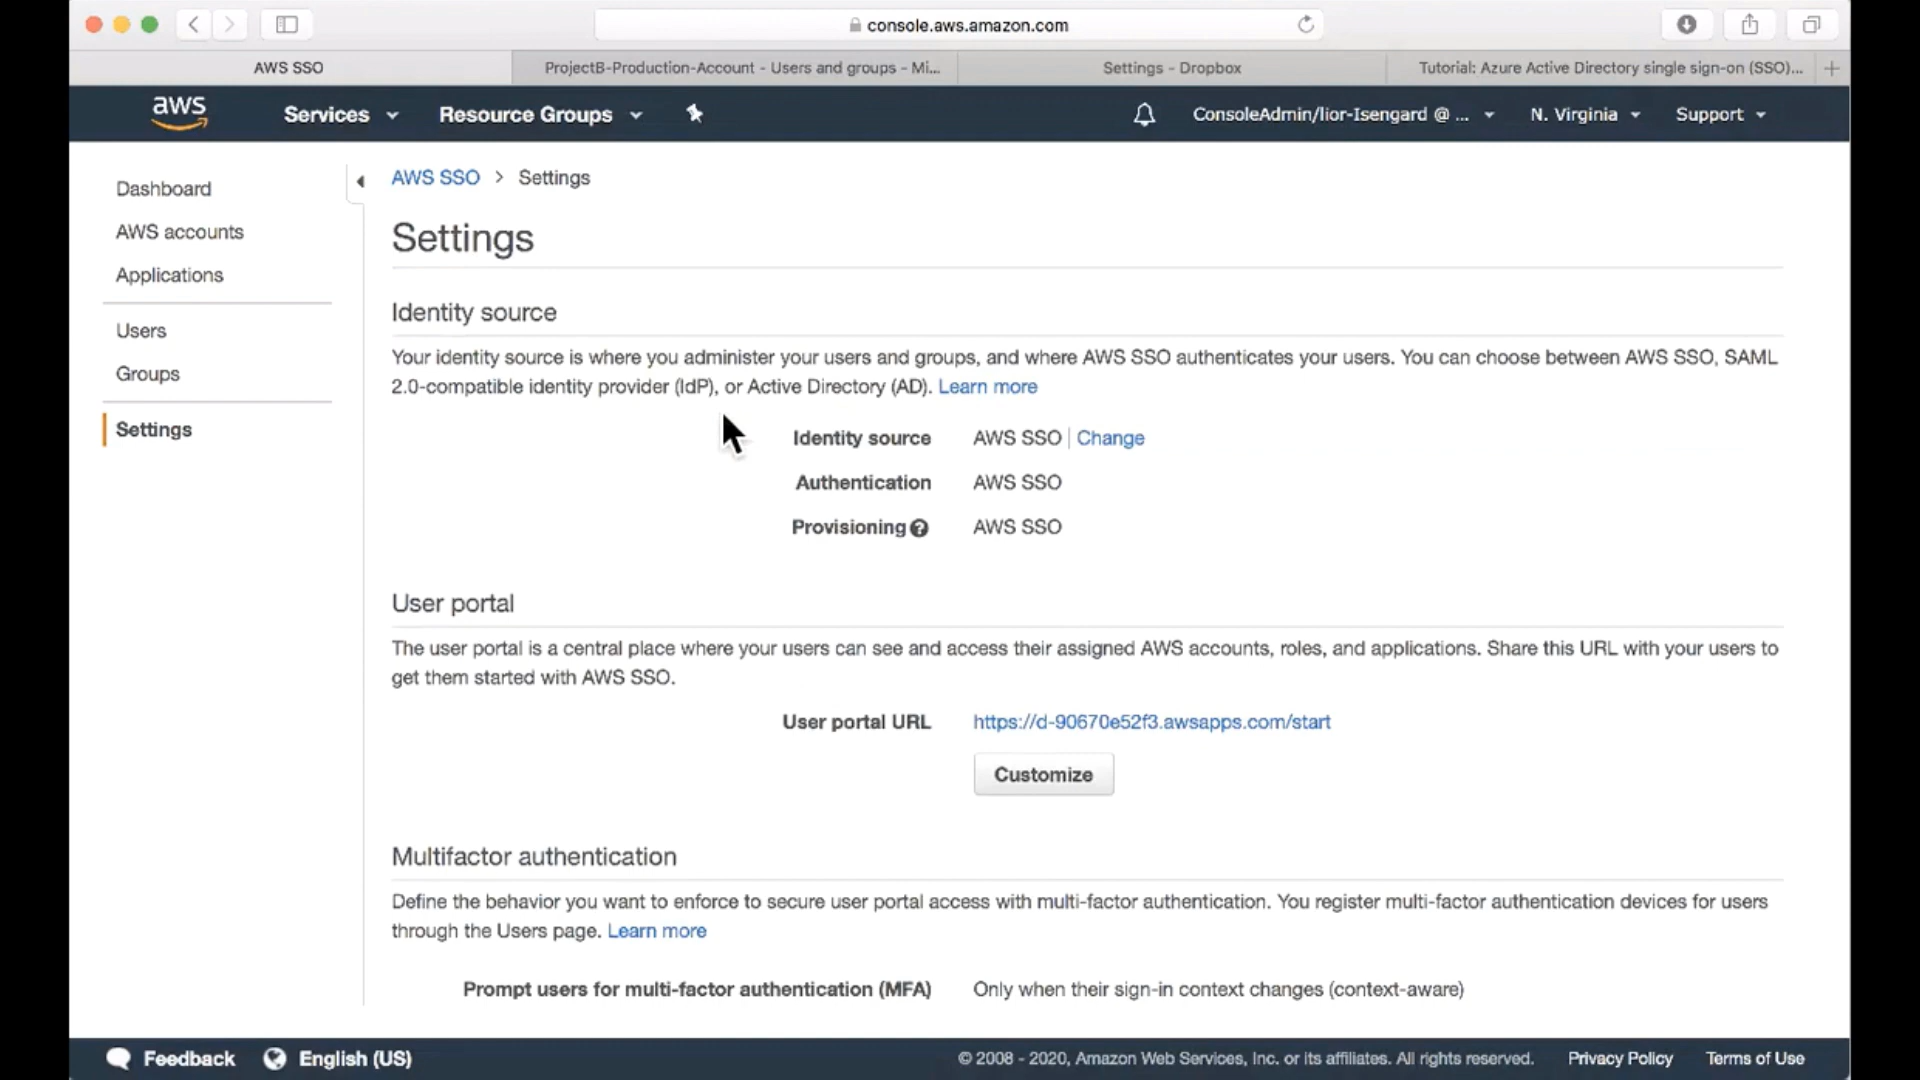 console.aws.amazon.com
AWS SSO
ProjectB-Production-Account - Users and groups - Mi...
Settings - Dropbox
Tutorial: Azure Active Directory single sign-on (SSO)...
aws
Services
Resource Groups
ConsoleAdmin/lior-Isengard @ ...
N. Virginia
Support
Dashboard
AWS accounts
Applications
Users
Groups
Settings
AWS SSO > Settings
Settings
Identity source
Your identity source is where you administer your users and groups, and where AWS SSO authenticates your users. You can choose between AWS SSO, SAML
2.0-compatible identity provider (IdP), or Active Directory (AD). Learn more
Identity source AWS SSO | Change
Authentication AWS SSO
Provisioning ? AWS SSO
User portal
The user portal is a central place where your users can see and access their assigned AWS accounts, roles, and applications. Share this URL with your users to
get them started with AWS SSO.
User portal URL https://d-90670e52f3.awsapps.com/start
Customize
Multifactor authentication
Define the behavior you want to enforce to secure user portal access with multi-factor authentication. You register multi-factor authentication devices for users
through the Users page. Learn more
Prompt users for multi-factor authentication (MFA) Only when their sign-in context changes (context-aware)
Feedback
English (US)
© 2008 - 2020, Amazon Web Services, Inc. or its affiliates. All rights reserved.
Privacy Policy
Terms of Use